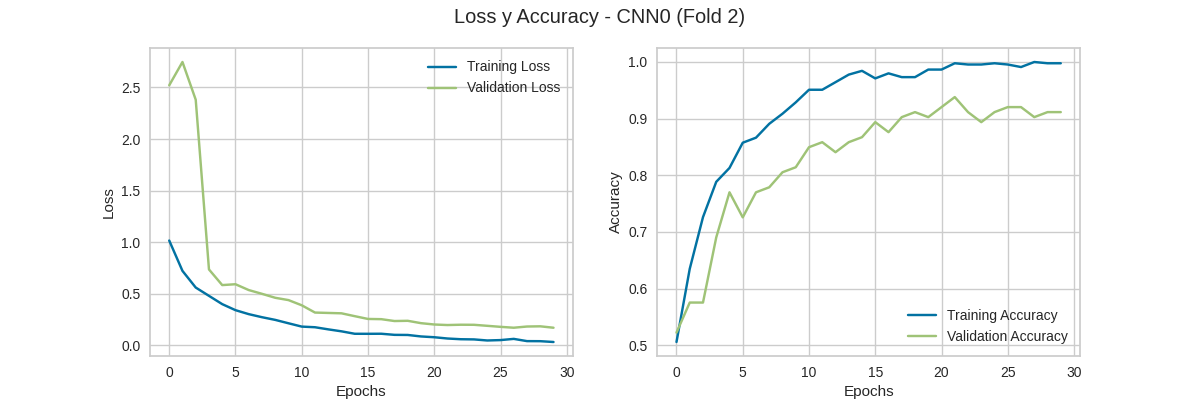 Loss y Accuracy - CNN0 (Fold 2)
Training Loss
Validation Loss
2.5
2.0
1.5
1.0
0.5
0.0
Loss
0
5
10
15
20
25
30
Epochs
1.0
0.9
0.8
0.7
0.6
0.5
Accuracy
Training Accuracy
Validation Accuracy
0
5
10
15
20
25
30
Epochs